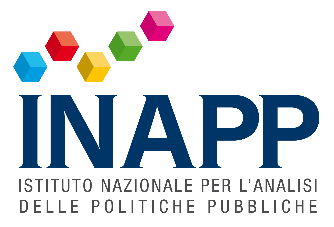 INAPP
ISTITUTO NAZIONALE PER L'ANALISI
DELLE POLITICHE PUBBLICHE